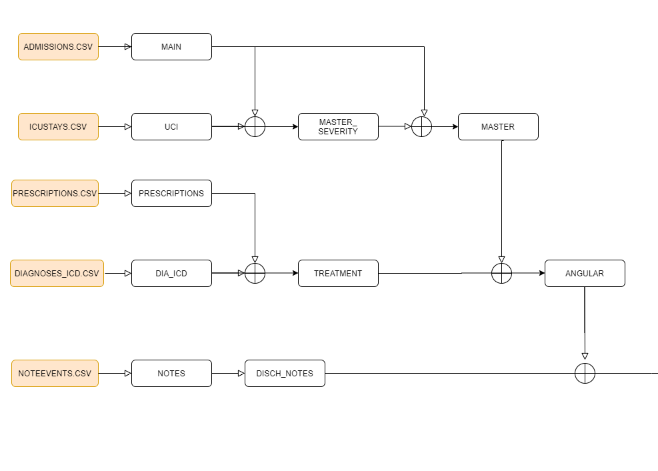 ADMISSIONS.CSV
MAIN
ICUSTAYS.CSV
UCI
MASTER_
SEVERITY
MASTER
PRESCRIPTIONS.CSV
PRESCRIPTIONS
DIAGNOSES_ICD.CSV
DIA_ICD
TREATMENT
ANGULAR
NOTEEVENTS.CSV
NOTES
DISCH_NOTES